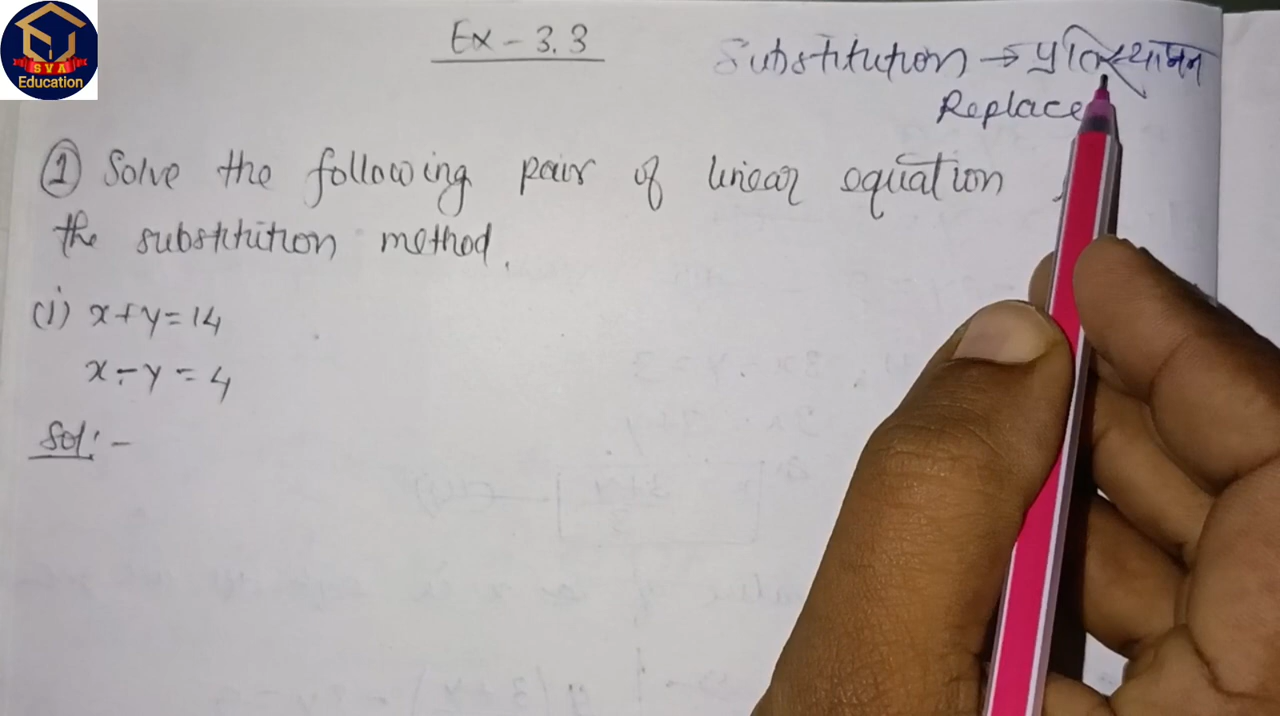 SVA
Education
Ex - 3.3
Substitution → प्रतिस्थापन
Replace
① Solve the following pair of linear equation
the substitution method.
(i) x+y=14
x-y=4
Sol:-